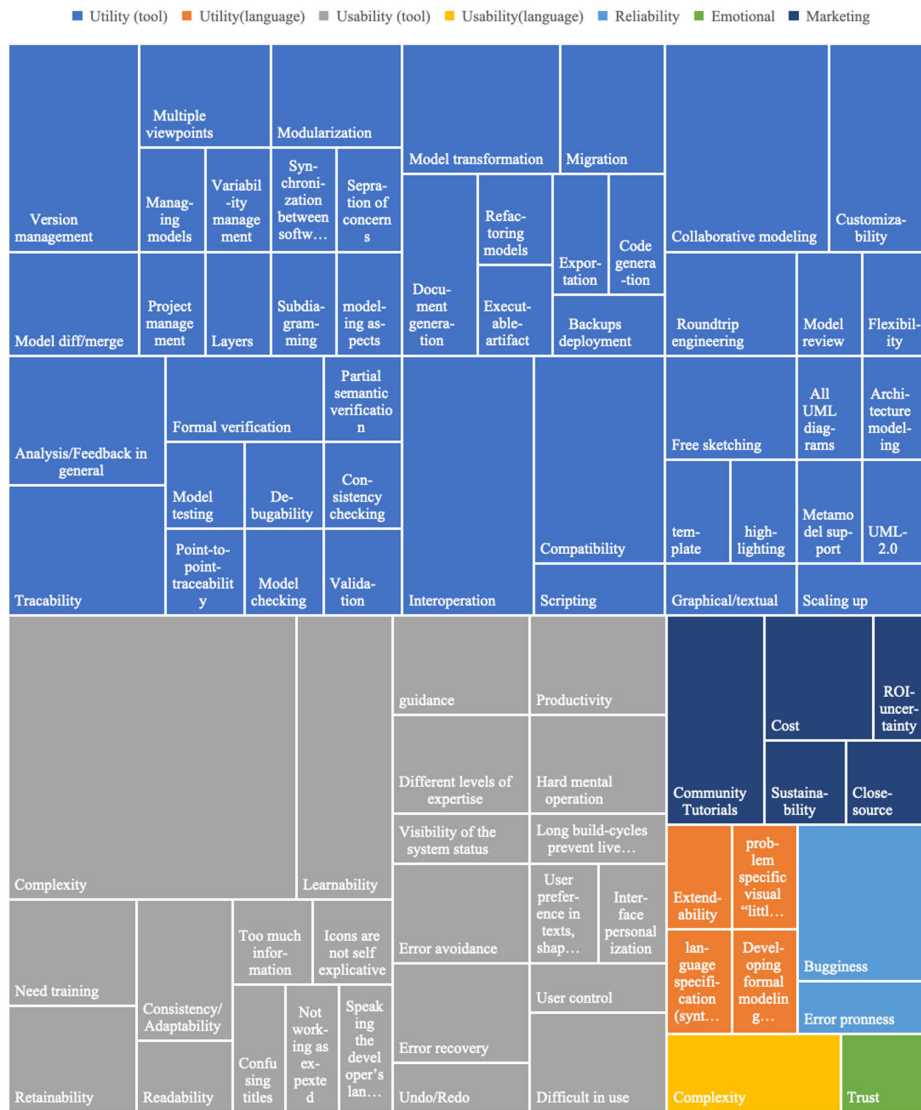 Utility (tool) Utility(language) Usability (tool) Usability(language) Reliability Emotional Marketing
Version
management
Multiple
viewpoints
Modularization
Manag-
ing
models
Variabil-
-ity
manage
ment
Syn-
chroni-
zation
between
softw…
Sepra-
tion of
concern
s
Model diff/merge
Project
manage
ment
Layers
Subdia-
gram-
ming
model-
ing as-
pects
Model transformation
Migration
Docu-
ment
genera-
tion
Refac-
toring
models
Execut-
able-
artifact
Expor-
tation
Code
genera
-tion
Backups
deployment
Collaborative modeling
Customiza-
bility
Roundtrip
engineering
Model
review
Flexibil-
ity
Analysis/Feedback in
general
Tracability
Formal verification
Partial
semantic
verificatio
n
Model
testing
De-
bugability
Con-
sistency
checking
Point-to-
point-
traceabili
ty
Model
checking
Valida-
tion
Interoperation
Compatibility
Scripting
Free sketching
All
UML
dia-
grams
Archi-
tecture
model-
ing
tem-
plate
high-
lighting
Metamo
del sup-
port
UML-
2.0
Graphical/textual
Scaling up
Complexity
Learnability
Need training
Retainability
Consistency/
Adaptability
Readability
Too much
infor-
mation
Icons are
not self
explicative
Confus
ing
titles
Not
work-
ing as
ex-
pexted
Speak-
ing
the
devel
oper’s
lan…
guidance
Productivity
Different levels of
expertise
Hard mental
operation
Visibility of the
system status
Long build-cycles
prevent live…
Error avoidance
User
prefer-
ence in
texts,
shap…
Inter-
face
personal
ization
Error recovery
User control
Undo/Redo
Difficult in use
Community
Tutorials
Cost
ROI-
uncer-
tainty
Sustaina-
bility
Close-
source
Extend-
ability
prob-
lem
specific
visual
“littl…
lan-
guage
specifi-
cation
(synt…
Devel-
oping
formal
modelin
g…
Bugginess
Error pronness
Complexity
Trust